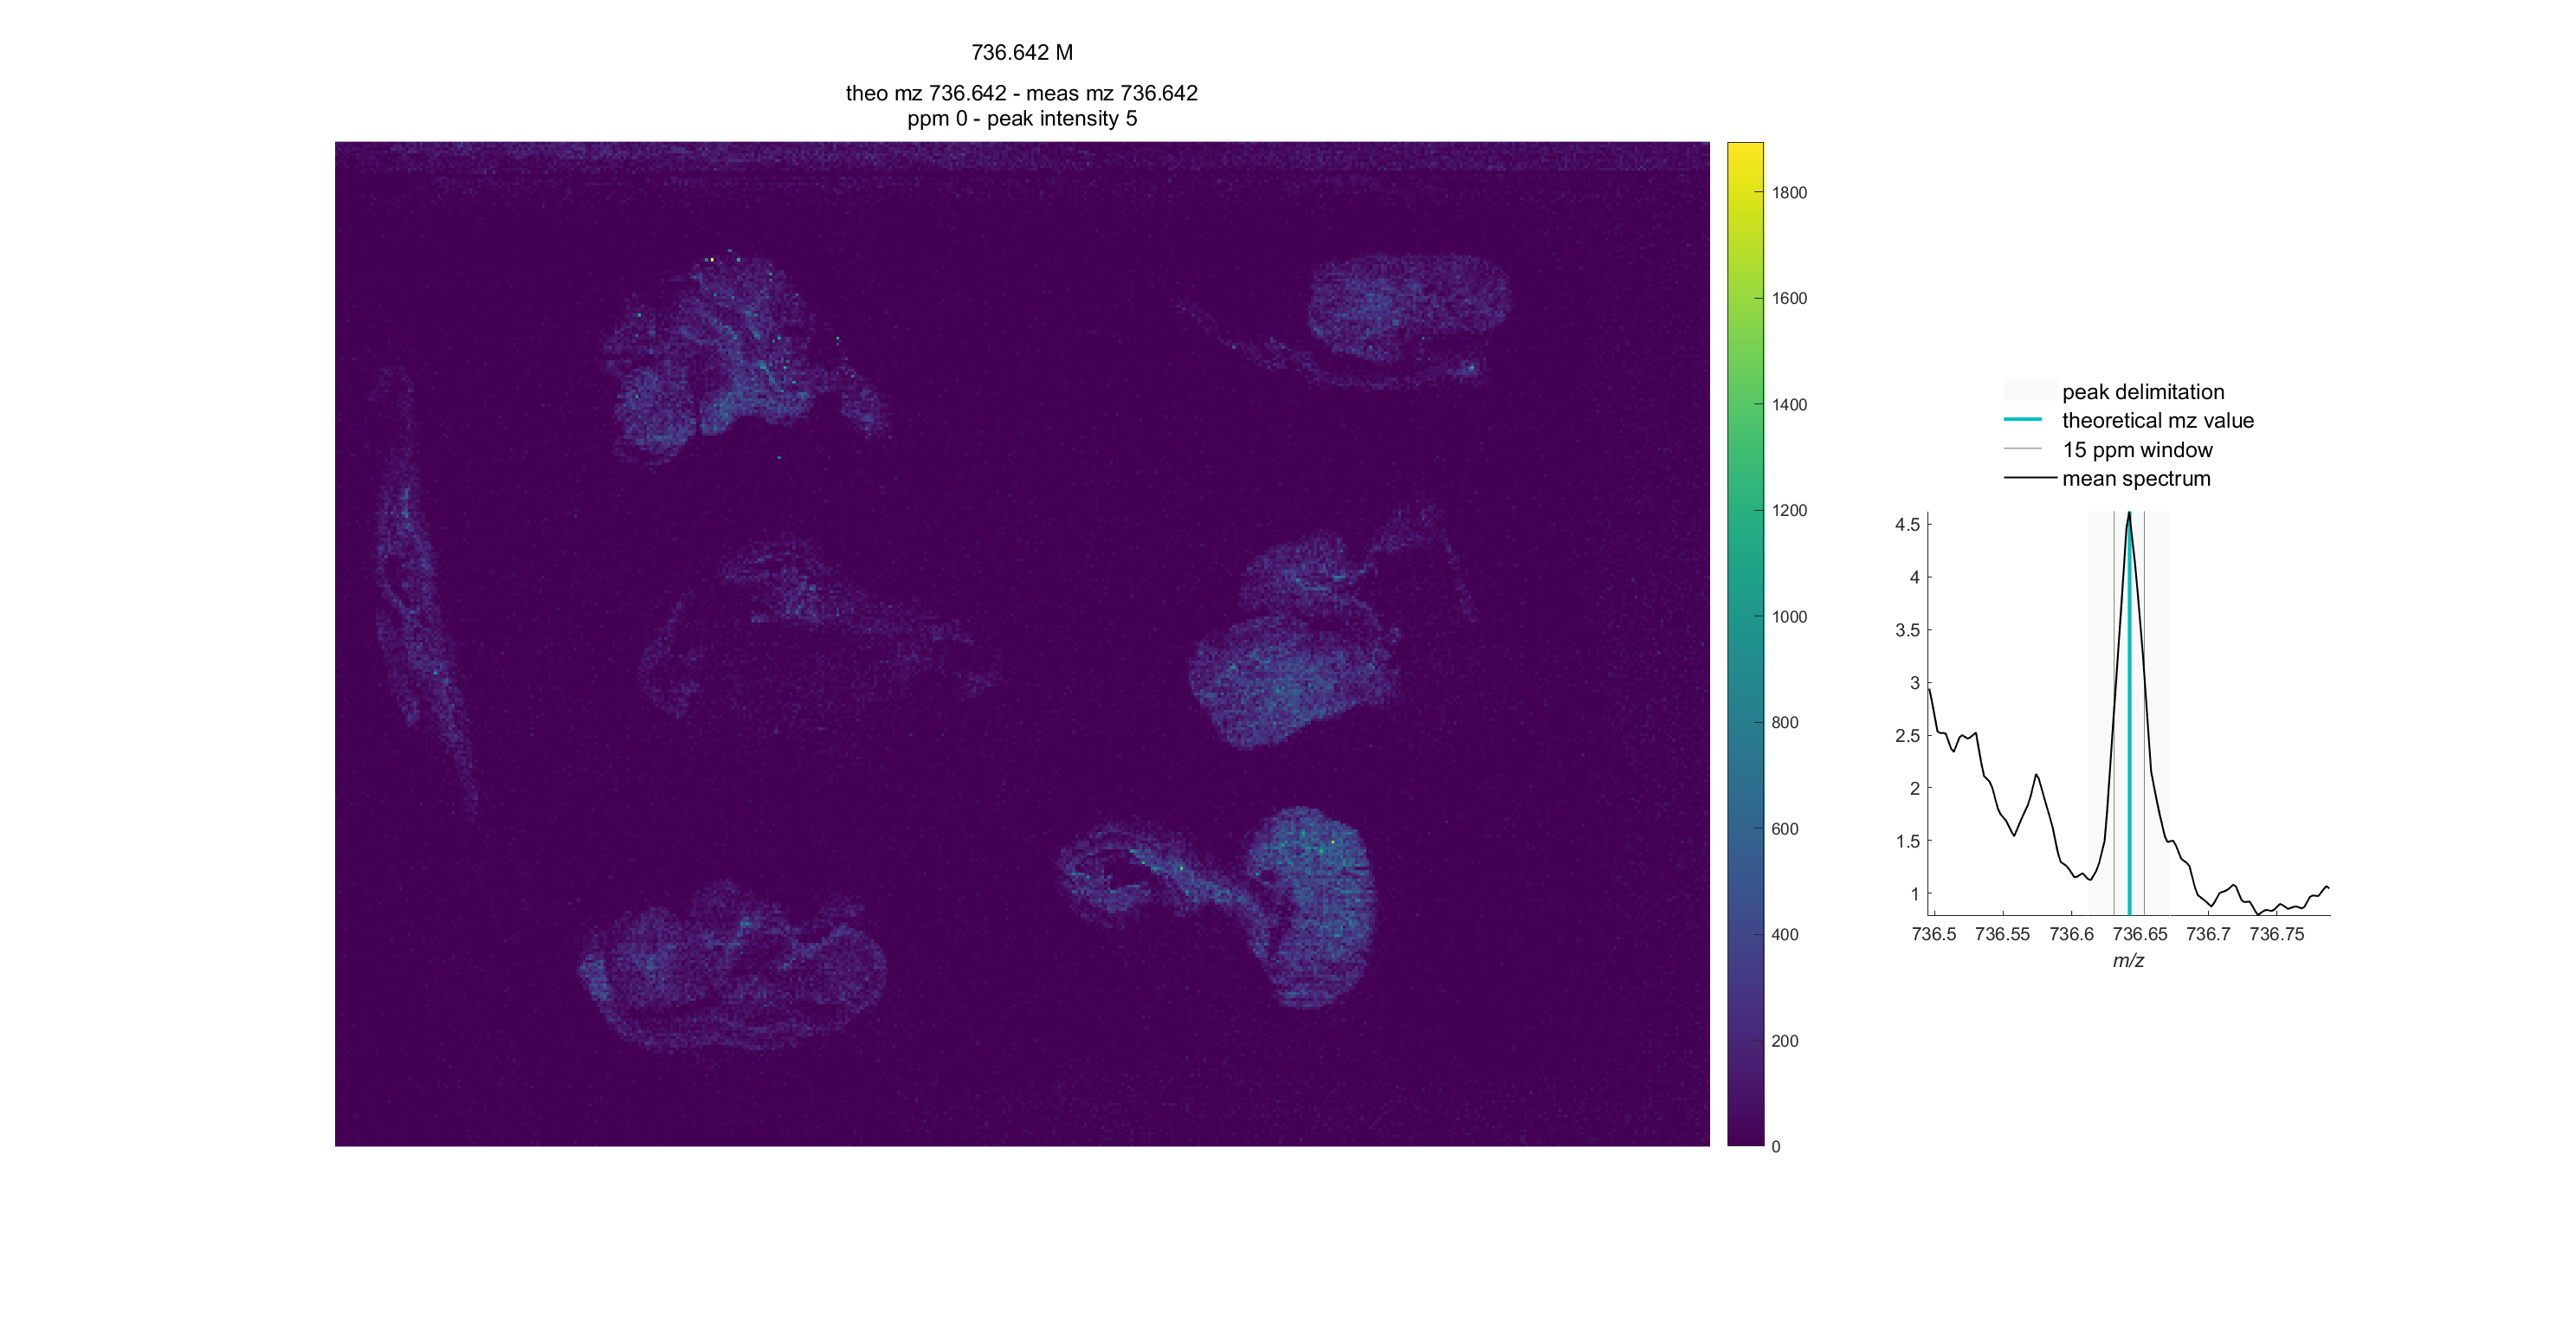 736.642 M
theo mz 736.642 - meas mz 736.642
ppm 0 - peak intensity 5
1800
1600
1400
1200
1000
800
600
400
200
0
peak delimitation
theoretical mz value
15 ppm window
mean spectrum
4.5
4
3.5
3
2.5
2
1.5
1
736.5 736.55 736.6 736.65 736.7 736.75
m/z